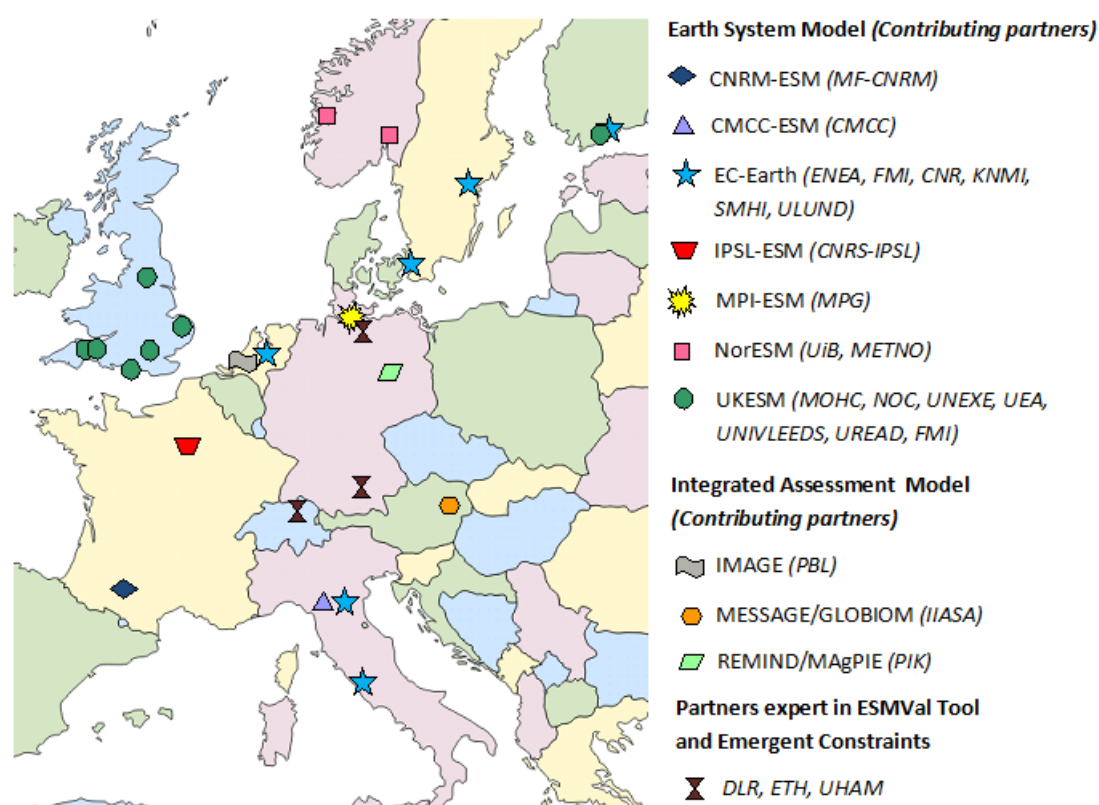 Earth System Model (Contributing partners)
CNRM-ESM (MF-CNRM)
CMCC-ESM (CMCC)
EC-Earth (ENEA, FMI, CNR, KNMI,
SMHI, ULUND)
IPSL-ESM (CNRS-IPSL)
MPI-ESM (MPG)
NorESM (UiB, METNO)
UKESM (MOHC, NOC, UNEXE, UEA,
UNIVLEEDS, UREAD, FMI)
Integrated Assessment Model
(Contributing partners)
IMAGE (PBL)
MESSAGE/GLOBIOM (IIASA)
REMIND/MAgPIE (PIK)
Partners expert in ESMVal Tool
and Emergent Constraints
DLR, ETH, UHAM